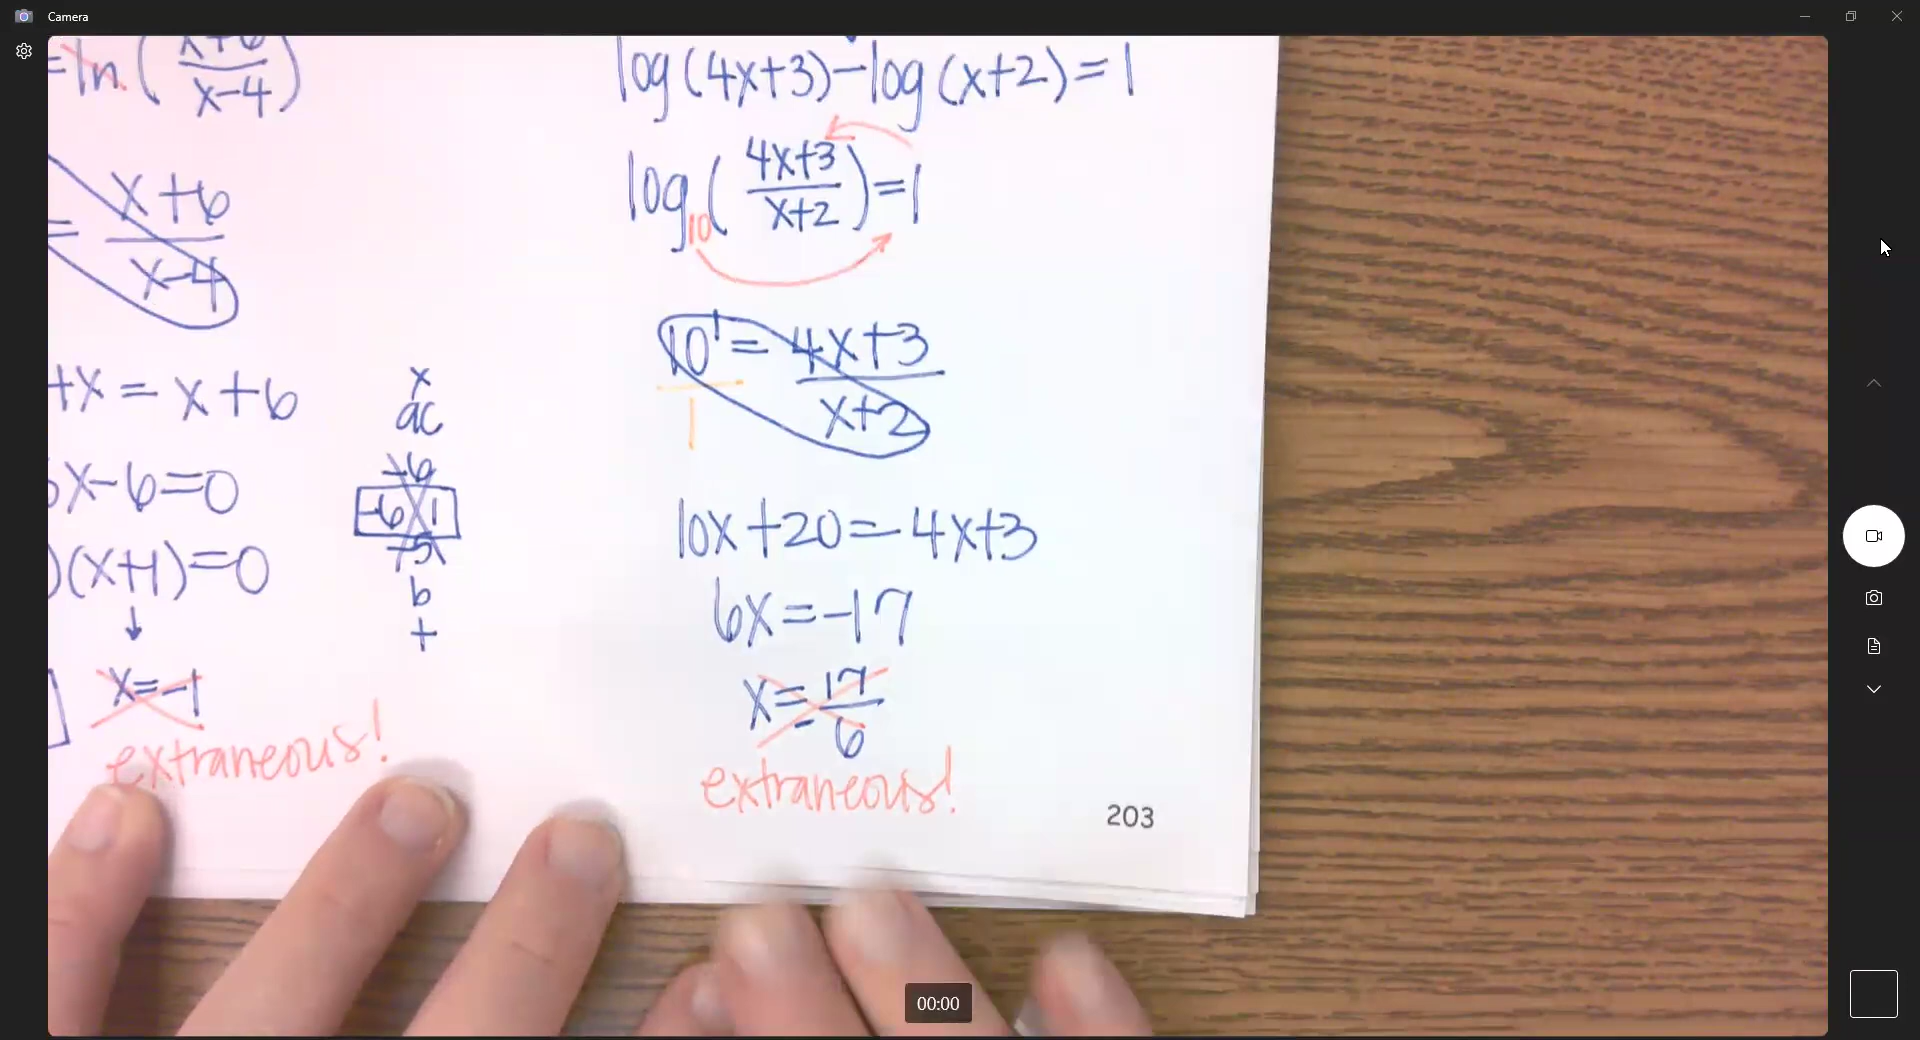 Camera
= ln (x+6/x-4)
= x+6/x-4
+x = x+6
x-6=0
)(x+1)=0
↓
x=-1
extraneous!
x
ac
-6
-6 1
-5
b
+
log(4x+3)-log(x+2)=1
log10(4x+3/x+2)=1
10^1 = 4x+3/x+2
1
10x+20=4x+3
6x=-17
x=-17/6
extraneous!
203
00:00